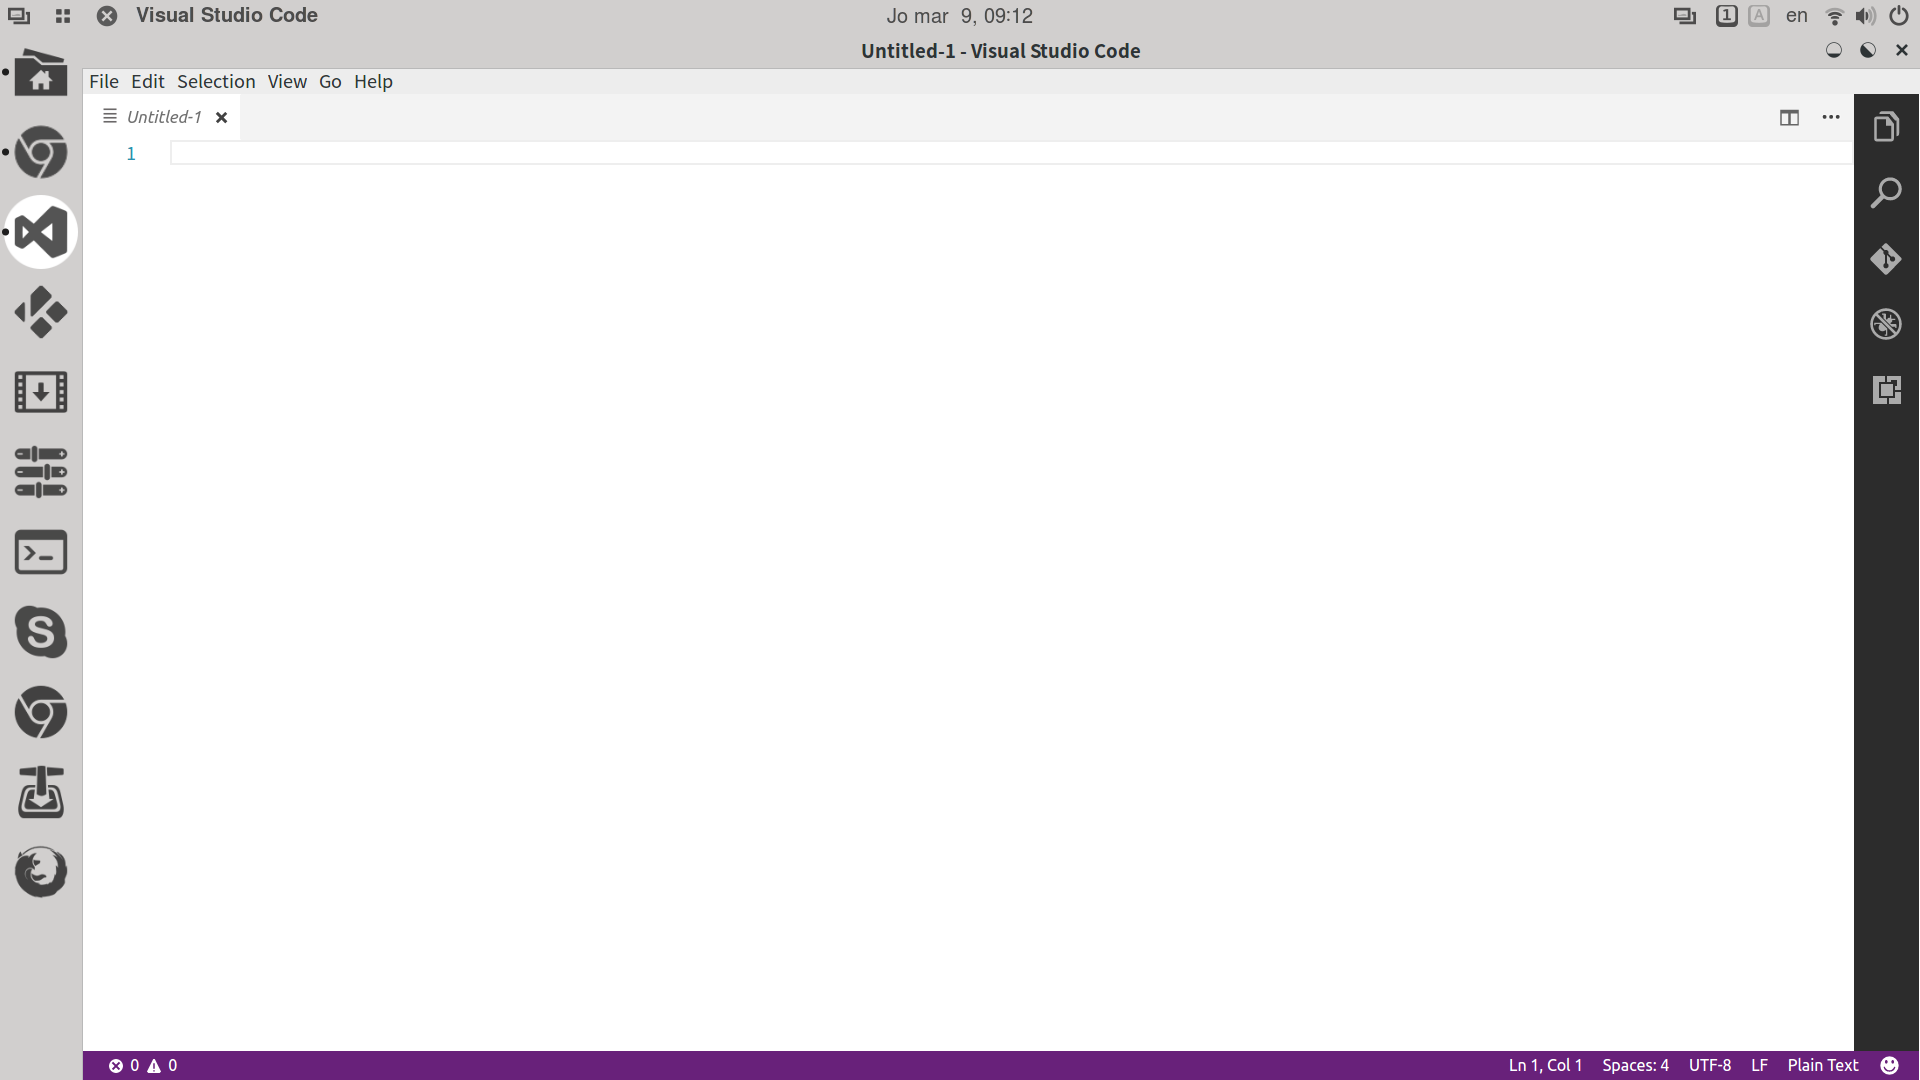 Visual Studio Code
Jo mar 9, 09:12
1 A en
Untitled-1 - Visual Studio Code
File Edit Selection View Go Help
Untitled-1
1
0 0
Ln 1, Col 1 Spaces: 4 UTF-8 LF Plain Text